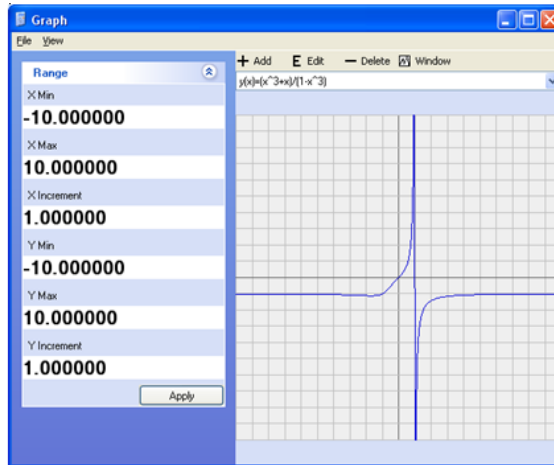 Graph
File View
Range
X Min
-10.000000
X Max
10.000000
X Increment
1.000000
Y Min
-10.000000
Y Max
10.000000
Y Increment
1.000000
Apply
+ Add E Edit — Delete Window
y(x)=(x^3+x)/(1-x^3)